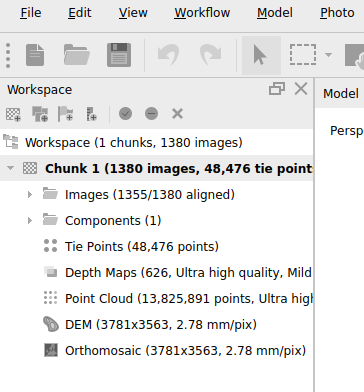 File Edit View Workflow Model Photo
Workspace
Model
Workspace (1 chunks, 1380 images)
Persp
Chunk 1 (1380 images, 48,476 tie point
Images (1355/1380 aligned)
Components (1)
Tie Points (48,476 points)
Depth Maps (626, Ultra high quality, Mild
Point Cloud (13,825,891 points, Ultra high
DEM (3781x3563, 2.78 mm/pix)
Orthomosaic (3781x3563, 2.78 mm/pix)